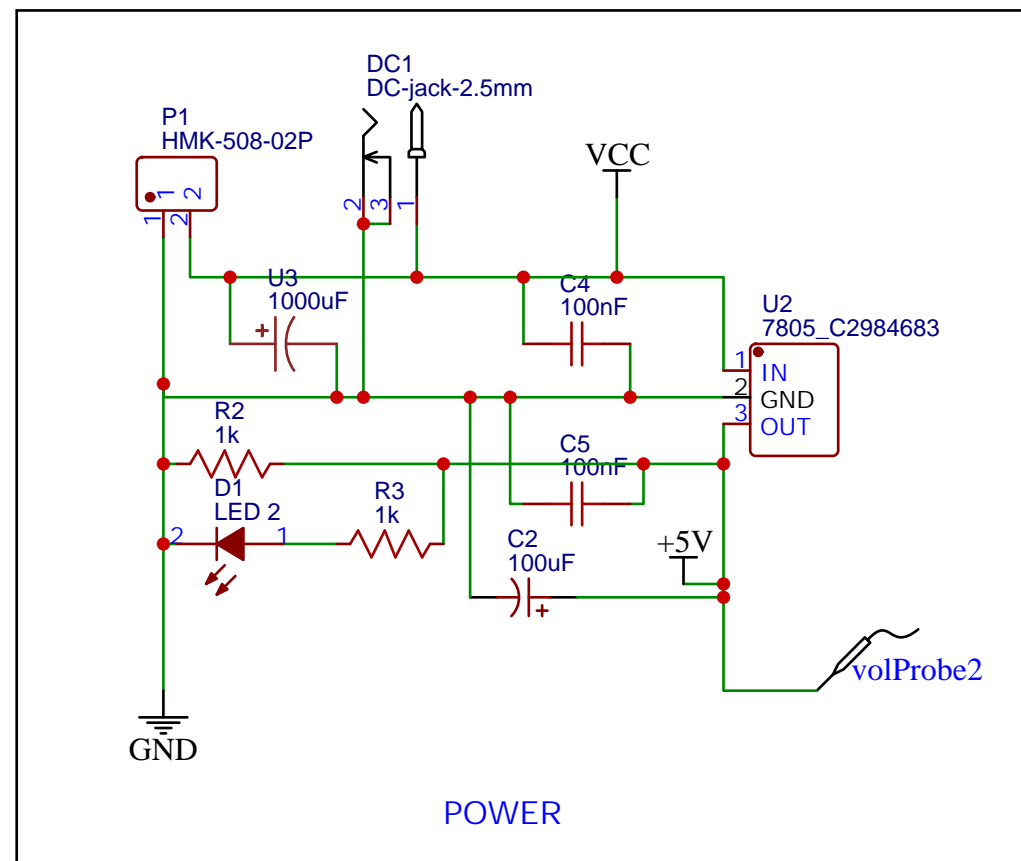 DC1
DC-jack-2.5mm
P1
HMK-508-02P
1 2
1 2
2 3 1
VCC
U3
1000uF
+
C4
100nF
U2
7805_C2984683
1 IN
2 GND
3 OUT
R2
1k
C5
100nF
D1
LED 2
2 1
R3
1k
C2
100uF
+
+5V
volProbe2
GND
POWER